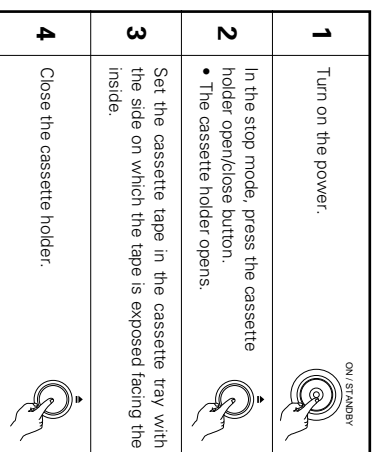 1
Turn on the power.
ON / STANDBY
2
In the stop mode, press the cassette
holder open/close button.
• The cassette holder opens.
3
Set the cassette tape in the cassette tray with
the side on which the tape is exposed facing the
inside.
4
Close the cassette holder.